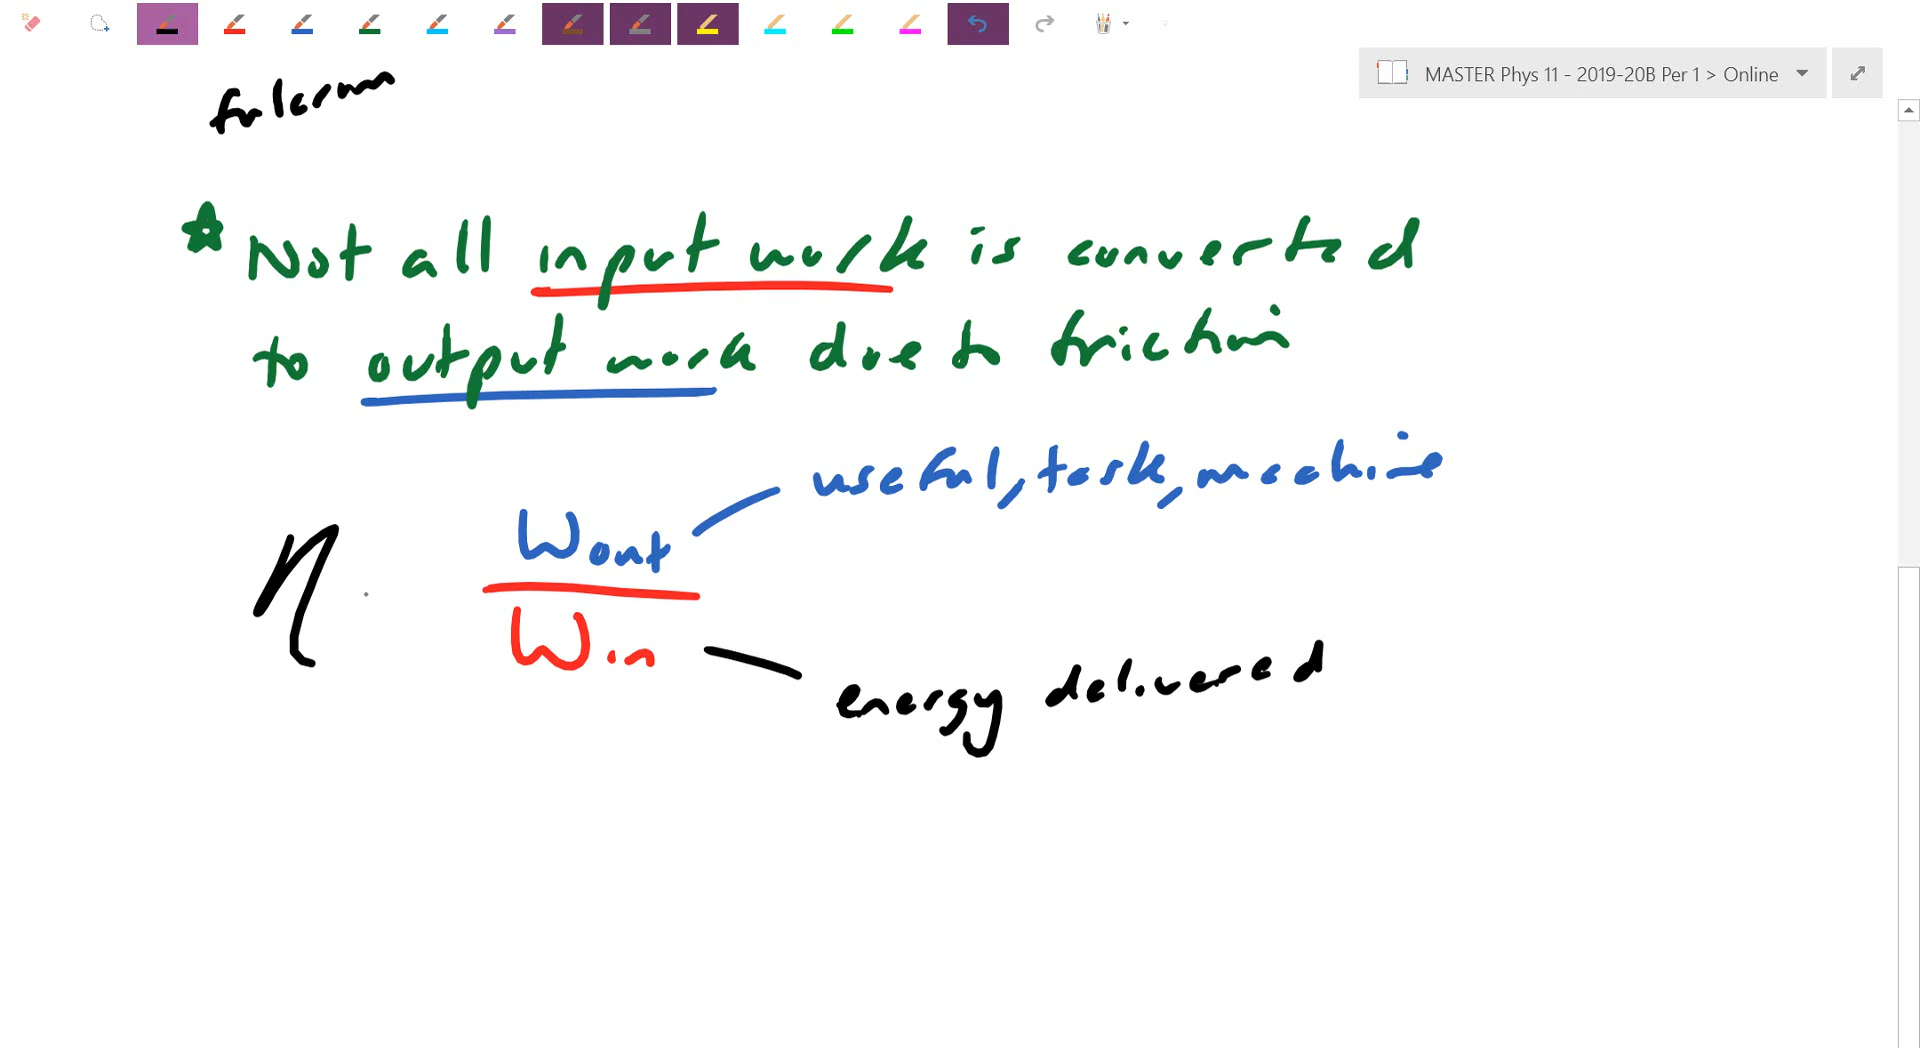 MASTER Phys 11 - 2019-20B Per 1 > Online
fulcrum
Not all input work is converted
to output work due to friction
useful, task, machine
η Wout
Win
energy delivered